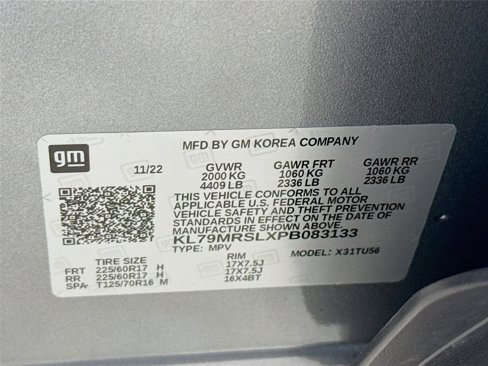 gm
MFD BY GM KOREA COMPANY
11/22 GVWR GAWR FRT GAWR RR
2000 KG 1060 KG 1060 KG
4409 LB 2336 LB 2336 LB
THIS VEHICLE CONFORMS TO ALL
APPLICABLE U.S. FEDERAL MOTOR
VEHICLE SAFETY AND THEFT PREVENTION
STANDARDS IN EFFECT ON THE DATE OF
MANUFACTURE SHOWN ABOVE.
KL79MRSLXPB083133
TYPE: MPV MODEL: X31TU56
TIRE SIZE RIM
FRT 225/60R17 H 17X7.5J
RR 225/60R17 H 17X7.5J
SPA- T125/70R16 M 16X4BT